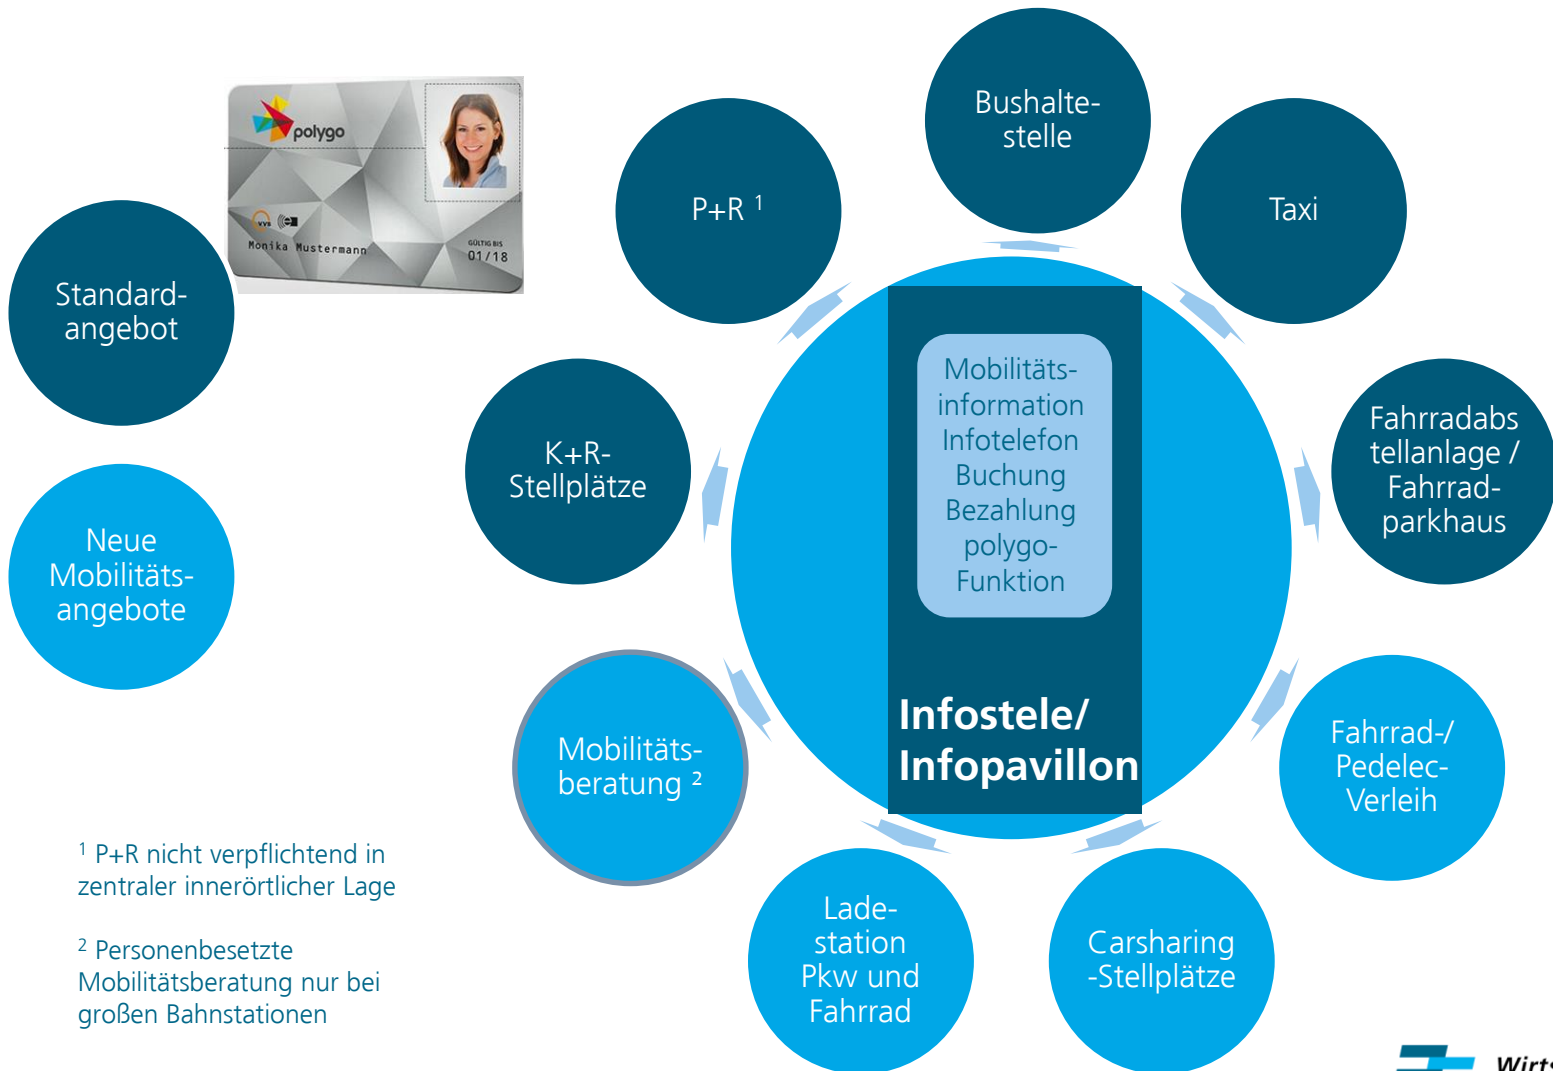 polygo
VVS
Monika Mustermann
GÜLTIG BIS
01/18
Standard-
angebot
Neue
Mobilitäts-
angebote
Bushalte-
stelle
P+R ¹
Taxi
K+R-
Stellplätze
Fahrradabs
tellanlage /
Fahrrad-
parkhaus
Mobilitäts-
information
Infotelefon
Buchung
Bezahlung
polygo-
Funktion
Infostele/
Infopavillon
Mobilitäts-
beratung ²
Fahrrad-/
Pedelec-
Verleih
Lade-
station
Pkw und
Fahrrad
Carsharing
-Stellplätze
¹ P+R nicht verpflichtend in
zentraler innerörtlicher Lage
² Personenbesetzte
Mobilitätsberatung nur bei
großen Bahnstationen